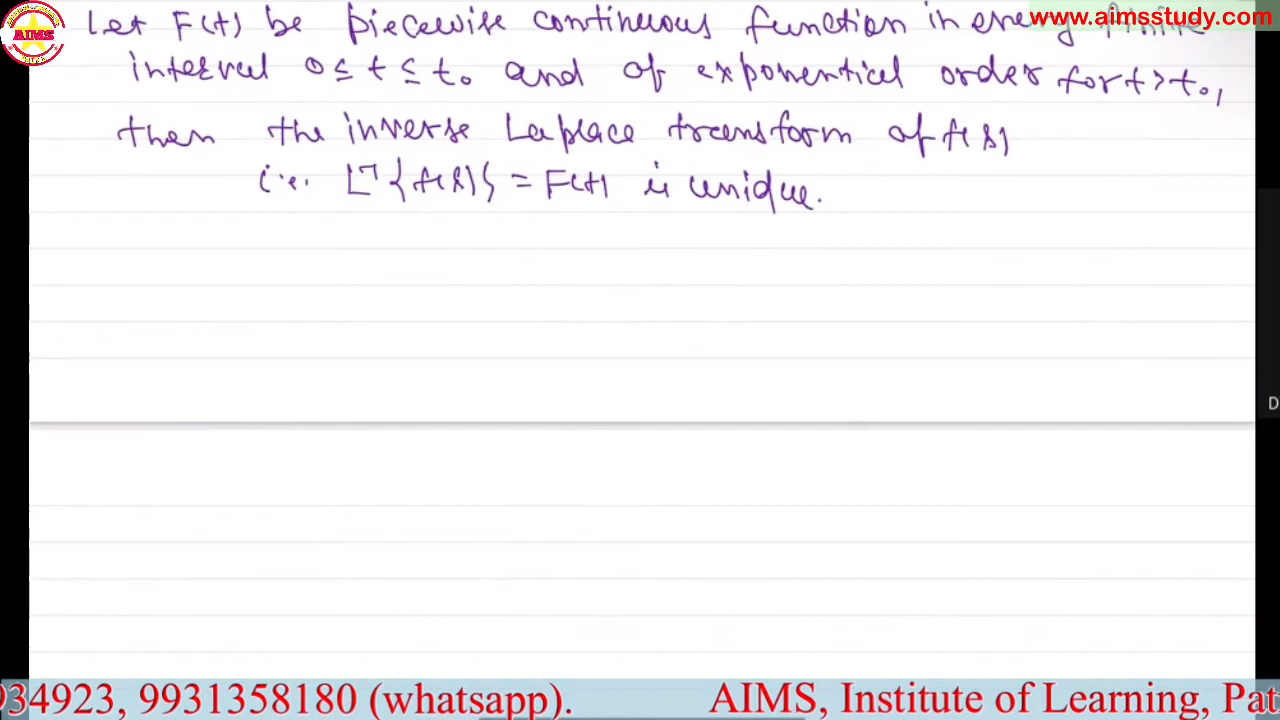 www.aimsstudy.com
AIMS
Let F(t) be piecewise continuous function in every finite
interval 0 ≤ t ≤ t₀ and of exponential order for t > t₀,
then the inverse Laplace transform of f(s)
i.e. L⁻¹{f(s)} = F(t) is unique.
D
934923, 9931358180 (whatsapp). AIMS, Institute of Learning, Pat